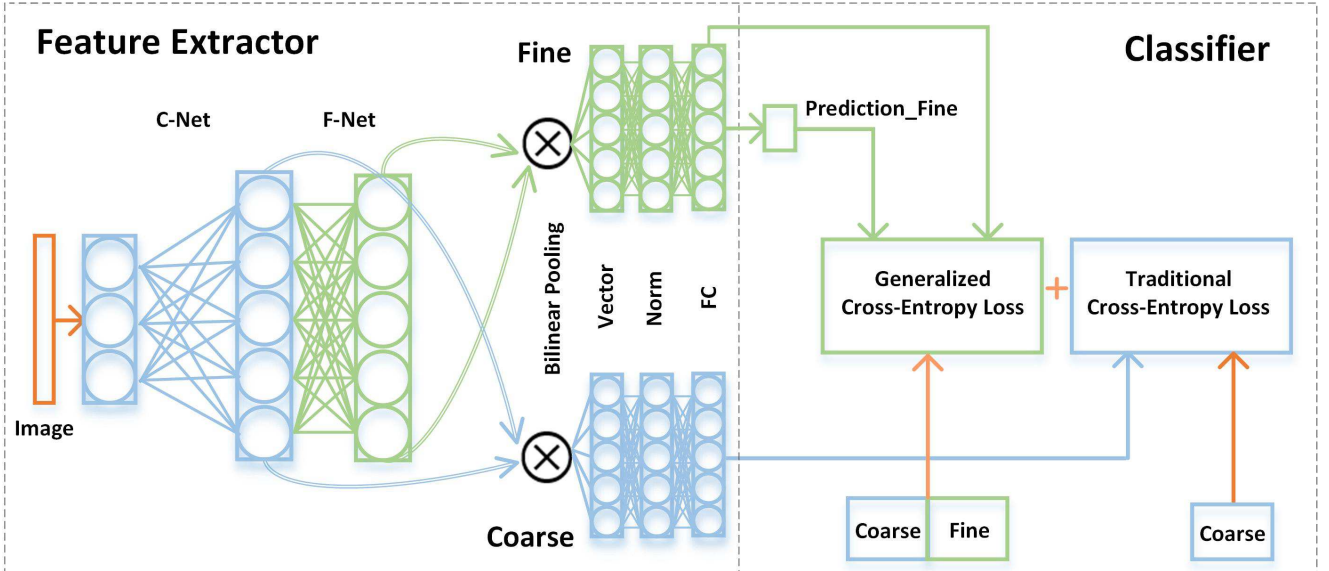 Feature Extractor
Fine
Classifier
C-Net
F-Net
Prediction_Fine
Bilinear Pooling
Vector
Norm
FC
Generalized
Cross-Entropy Loss
+
Traditional
Cross-Entropy Loss
Image
Coarse
Coarse
Fine
Coarse